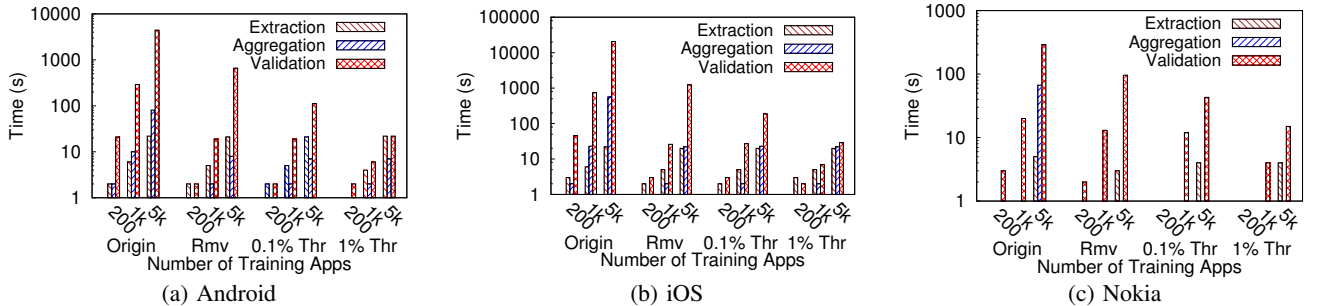 10000
1000
100
10
1
Time (s)
Extraction
Aggregation
Validation
200
1k
5k
200
1k
5k
200
1k
5k
200
1k
5k
Origin
Rmv
0.1% Thr
1% Thr
Number of Training Apps
(a) Android
100000
10000
1000
100
10
1
Time (s)
Extraction
Aggregation
Validation
200
1k
5k
200
1k
5k
200
1k
5k
200
1k
5k
Origin
Rmv
0.1% Thr
1% Thr
Number of Training Apps
(b) iOS
1000
100
10
1
Time (s)
Extraction
Aggregation
Validation
200
1k
5k
200
1k
5k
200
1k
5k
200
1k
5k
Origin
Rmv
0.1% Thr
1% Thr
Number of Training Apps
(c) Nokia